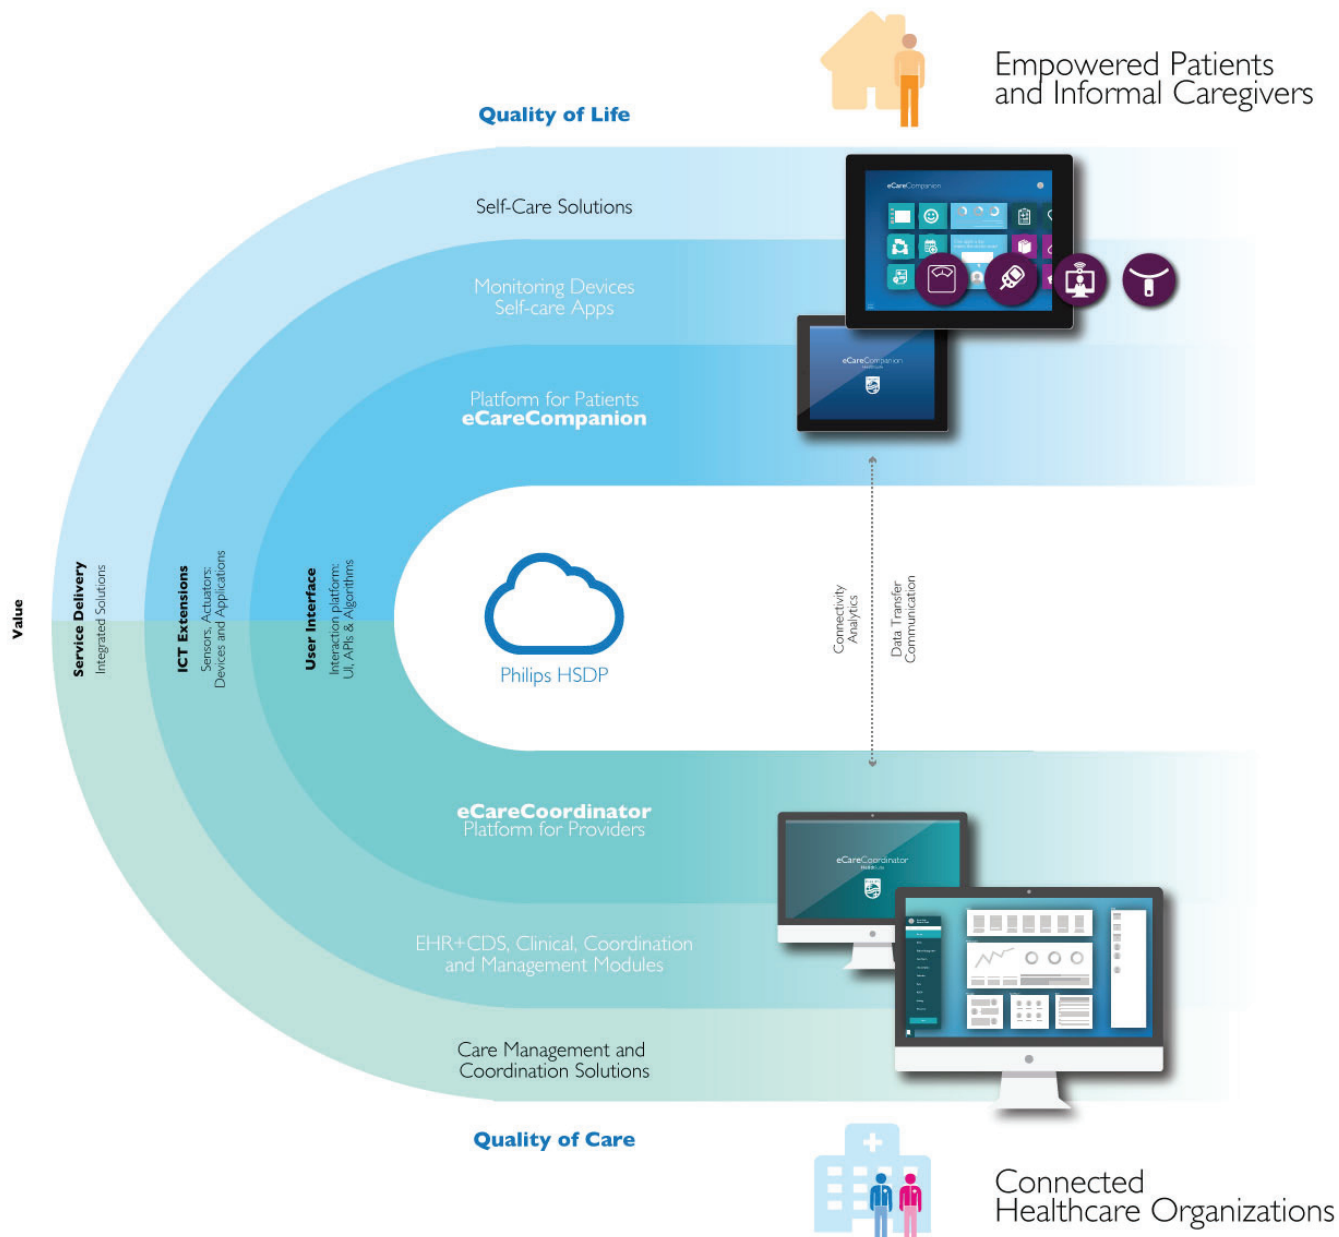 Empowered Patients
and Informal Caregivers
Quality of Life
Self-Care Solutions
eCareCompanion
Monitoring Devices
Self-care Apps
Platform for Patients
eCareCompanion
eCareCompanion
Value
Service Delivery
Integrated Solutions
ICT Extensions
Sensors, Actuators:
Devices and Applications
User Interface
Interaction platform:
UI, APIs & Algorithms
Philips HSDP
Connectivity
Analytics
Data Transfer
Communication
eCareCoordinator
Platform for Providers
eCareCoordinator
EHR+CDS, Clinical, Coordination
and Management Modules
Care Management and
Coordination Solutions
Quality of Care
Connected
Healthcare Organizations